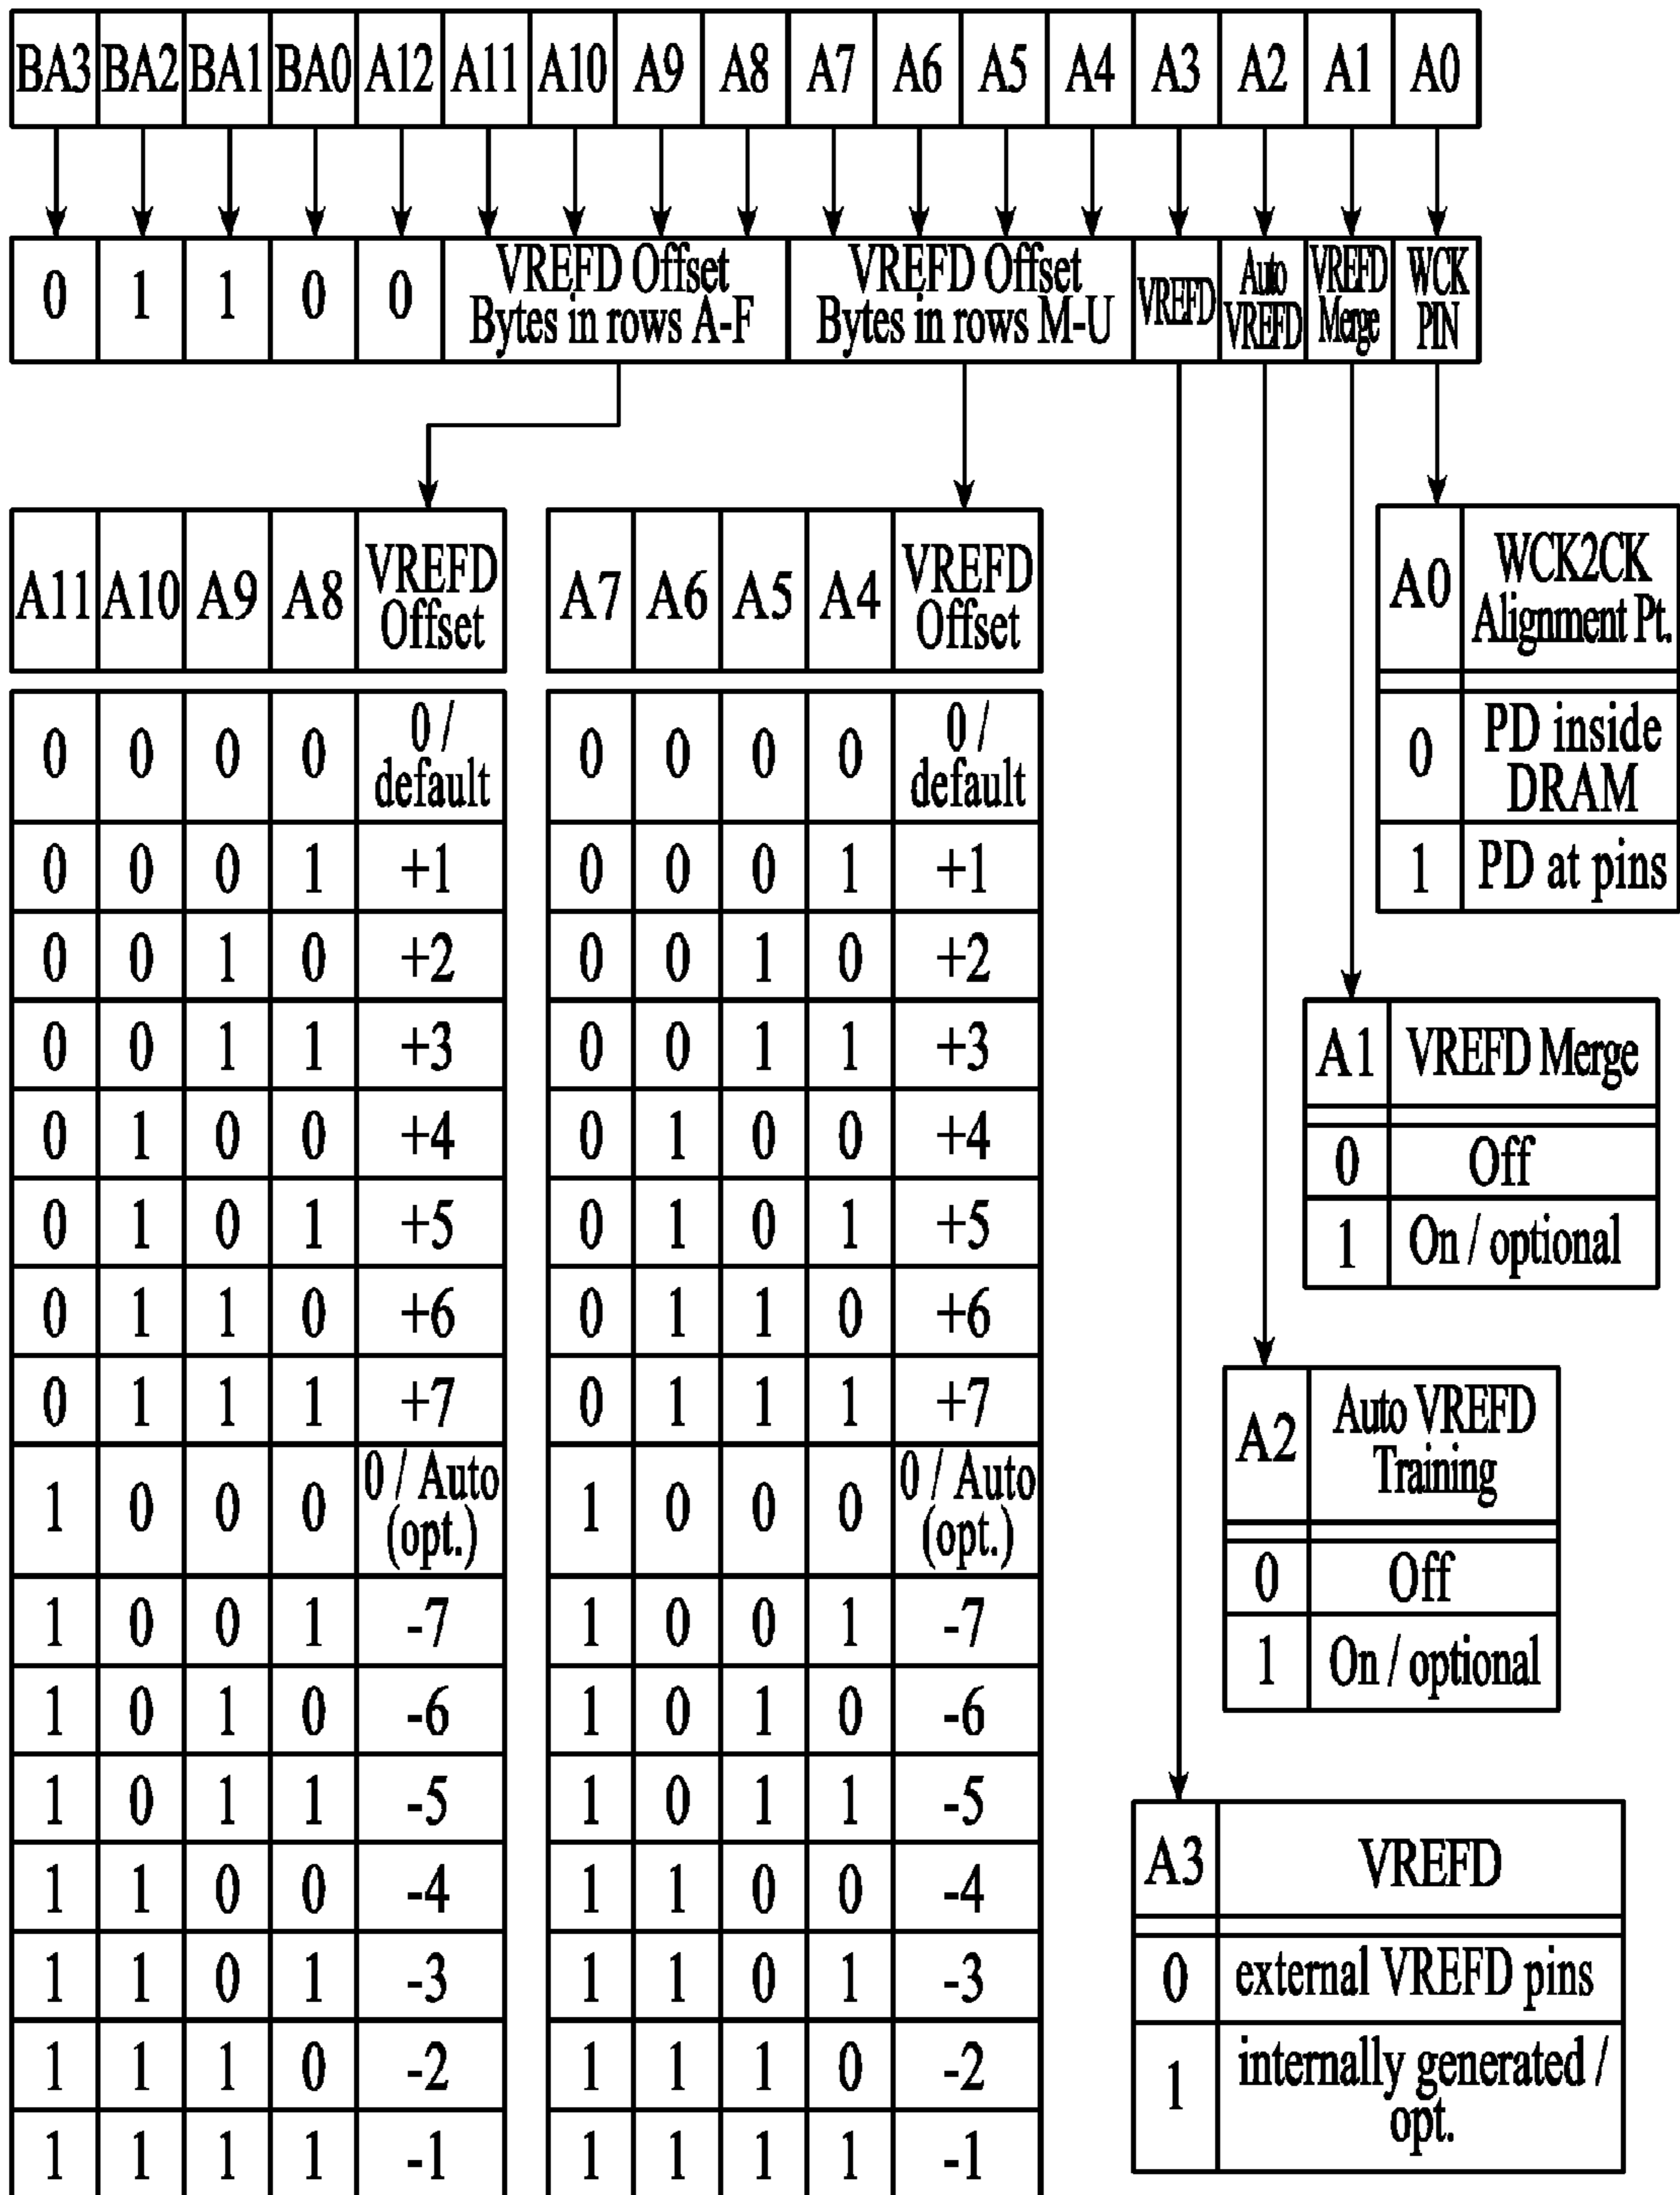 BA3 BA2 BA1 BA0 A12 A11 A10 A9 A8 A7 A6 A5 A4 A3 A2 A1 A0
0 1 1 0 0 VREFD Offset Bytes in rows A-F VREFD Offset Bytes in rows M-U VREFD Auto VREFD VREFD Merge WCK PIN
A11 A10 A9 A8 VREFD Offset
0 0 0 0 0 / default
0 0 0 1 +1
0 0 1 0 +2
0 0 1 1 +3
0 1 0 0 +4
0 1 0 1 +5
0 1 1 0 +6
0 1 1 1 +7
1 0 0 0 0 / Auto (opt.)
1 0 0 1 -7
1 0 1 0 -6
1 0 1 1 -5
1 1 0 0 -4
1 1 0 1 -3
1 1 1 0 -2
1 1 1 1 -1
A7 A6 A5 A4 VREFD Offset
0 0 0 0 0 / default
0 0 0 1 +1
0 0 1 0 +2
0 0 1 1 +3
0 1 0 0 +4
0 1 0 1 +5
0 1 1 0 +6
0 1 1 1 +7
1 0 0 0 0 / Auto (opt.)
1 0 0 1 -7
1 0 1 0 -6
1 0 1 1 -5
1 1 0 0 -4
1 1 0 1 -3
1 1 1 0 -2
1 1 1 1 -1
A0 WCK2CK Alignment Pt.
0 PD inside DRAM
1 PD at pins
A1 VREFD Merge
0 Off
1 On / optional
A2 Auto VREFD Training
0 Off
1 On / optional
A3 VREFD
0 external VREFD pins
1 internally generated / opt.